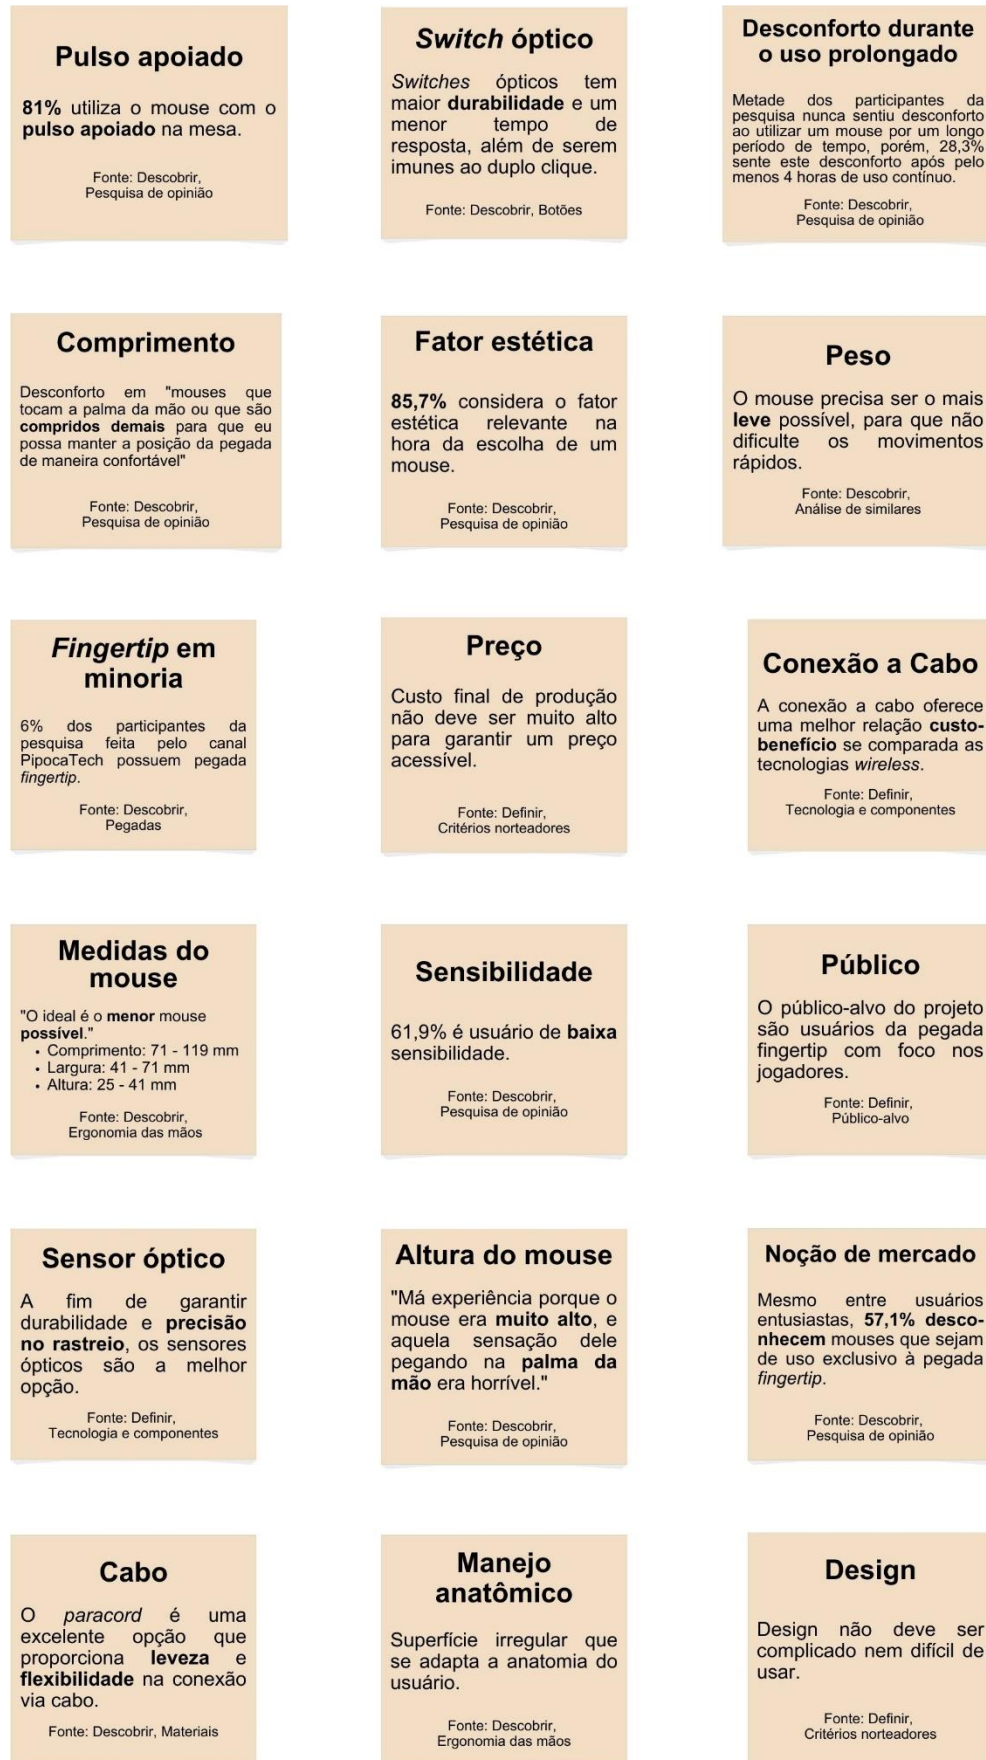 Pulso apoiado
81% utiliza o mouse com o
pulso apoiado na mesa.
Fonte: Descobrir,
Pesquisa de opinião
Switch óptico
Switches ópticos tem
maior durabilidade e um
menor tempo de
resposta, além de serem
imunes ao duplo clique.
Fonte: Descobrir, Botões
Desconforto durante
o uso prolongado
Metade dos participantes da
pesquisa nunca sentiu desconforto
ao utilizar um mouse por um longo
período de tempo, porém, 28,3%
sente este desconforto após pelo
menos 4 horas de uso contínuo.
Fonte: Descobrir,
Pesquisa de opinião
Comprimento
Desconforto em "mouses que
tocam a palma da mão ou que são
compridos demais para que eu
possa manter a posição da pegada
de maneira confortável"
Fonte: Descobrir,
Pesquisa de opinião
Fator estética
85,7% considera o fator
estética relevante na
hora da escolha de um
mouse.
Fonte: Descobrir,
Pesquisa de opinião
Peso
O mouse precisa ser o mais
leve possível, para que não
dificulte os movimentos
rápidos.
Fonte: Descobrir,
Análise de similares
Fingertip em
minoria
6% dos participantes da
pesquisa feita pelo canal
PipocaTech possuem pegada
fingertip.
Fonte: Descobrir,
Pegadas
Preço
Custo final de produção
não deve ser muito alto
para garantir um preço
acessível.
Fonte: Definir,
Critérios norteadores
Conexão a Cabo
A conexão a cabo oferece
uma melhor relação custo-
benefício se comparada as
tecnologias wireless.
Fonte: Definir,
Tecnologia e componentes
Medidas do
mouse
"O ideal é o menor mouse
possível."
• Comprimento: 71 - 119 mm
• Largura: 41 - 71 mm
• Altura: 25 - 41 mm
Fonte: Descobrir,
Ergonomia das mãos
Sensibilidade
61,9% é usuário de baixa
sensibilidade.
Fonte: Descobrir,
Pesquisa de opinião
Público
O público-alvo do projeto
são usuários da pegada
fingertip com foco nos
jogadores.
Fonte: Definir,
Público-alvo
Sensor óptico
A fim de garantir
durabilidade e precisão
no rastreio, os sensores
ópticos são a melhor
opção.
Fonte: Definir,
Tecnologia e componentes
Altura do mouse
"Má experiência porque o
mouse era muito alto, e
aquela sensação dele
pegando na palma da
mão era horrível."
Fonte: Descobrir,
Pesquisa de opinião
Noção de mercado
Mesmo entre usuários
entusiastas, 57,1% desco-
nhecem mouses que sejam
de uso exclusivo à pegada
fingertip.
Fonte: Descobrir,
Pesquisa de opinião
Cabo
O paracord é uma
excelente opção que
proporciona leveza e
flexibilidade na conexão
via cabo.
Fonte: Descobrir, Materiais
Manejo
anatômico
Superfície irregular que
se adapta a anatomia do
usuário.
Fonte: Descobrir,
Ergonomia das mãos
Design
Design não deve ser
complicado nem difícil de
usar.
Fonte: Definir,
Critérios norteadores